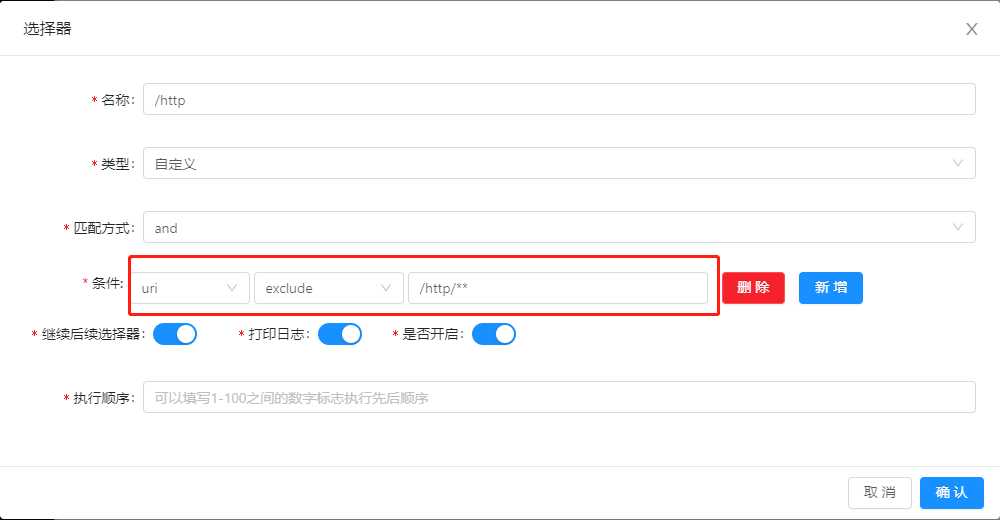 选择器
* 名称: /http
* 类型: 自定义
* 匹配方式: and
* 条件: uri exclude /http/** 删 除 新 增
* 继续后续选择器: * 打印日志: * 是否开启:
* 执行顺序: 可以填写1-100之间的数字标志执行先后顺序
取 消 确 认